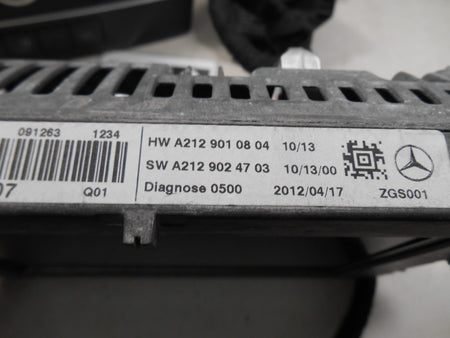 091263 1234
07 Q01
HW A212 901 08 04 10/13
SW A212 902 47 03 10/13/00
Diagnose 0500 2012/04/17 ZGS001